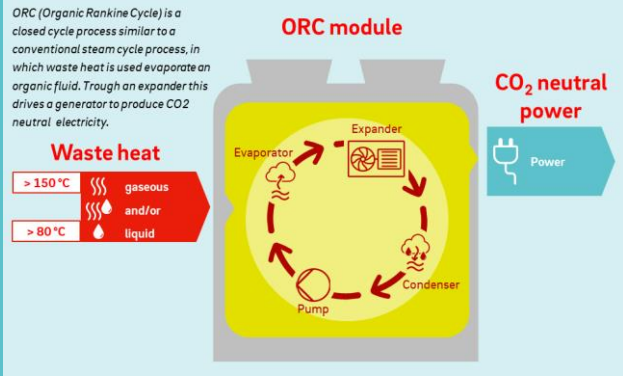 ORC (Organic Rankine Cycle) is a
closed cycle process similar to a
conventional steam cycle process, in
which waste heat is used evaporate an
organic fluid. Trough an expander this
drives a generator to produce CO2
neutral electricity.
ORC module
CO₂ neutral
power
Waste heat
> 150 °C
gaseous
and/or
> 80 °C
liquid
Expander
Evaporator
Condenser
Pump
Power